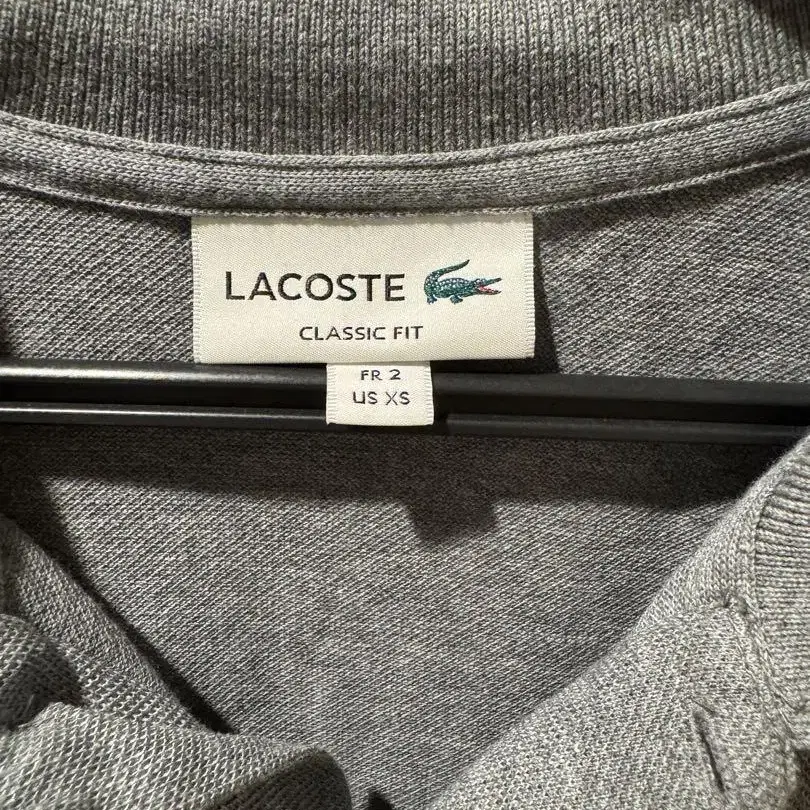 LACOSTE
CLASSIC FIT
FR 2
US XS